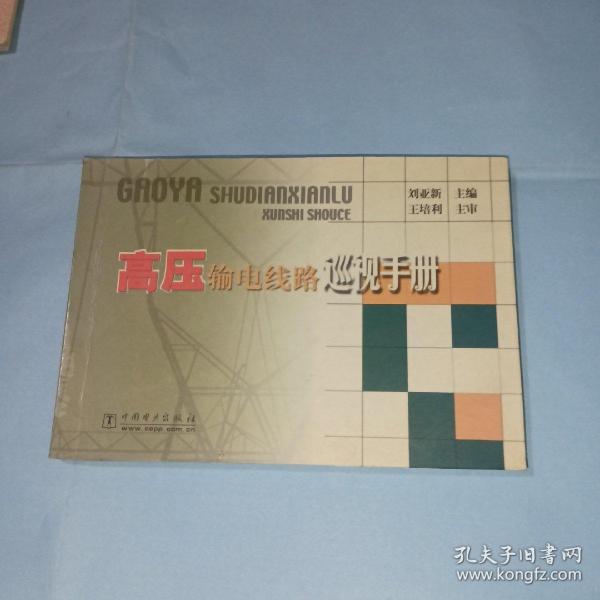 GAOYA SHUDIANXIANLU
XUNSHI SHOUCE
刘亚新 主编
王培利 主审
高压输电线路巡视手册
中国电力出版社
www.cepp.com.cn
孔夫子旧书网
www.kongfz.com